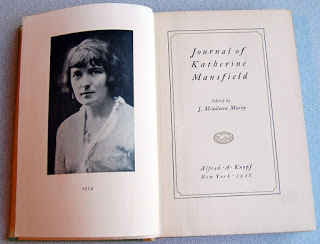 1914
Journal of
Katherine
Mansfield
Edited by
J. Middleton Murry
Alfred · A · Knopf
New York · 1928